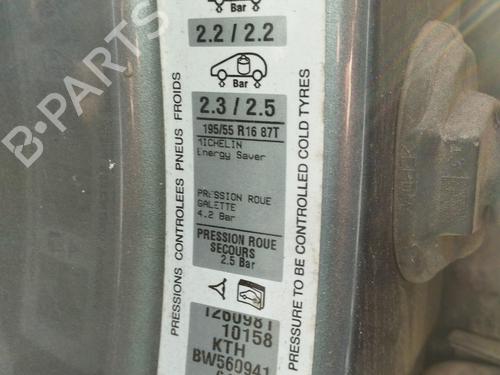 Bar
2.2 / 2.2
Bar
2.3 / 2.5
195/55 R16 87T
MICHELIN
Energy Saver
PRESSION ROUE
GALETTE
4.2 Bar
PRESSION ROUE
SECOURS
2.5 Bar
1260981
10158
KTH
BW560941
PRESSIONS CONTROLEES PNEUS FROIDS
PRESSURE TO BE CONTROLLED COLD TYRES